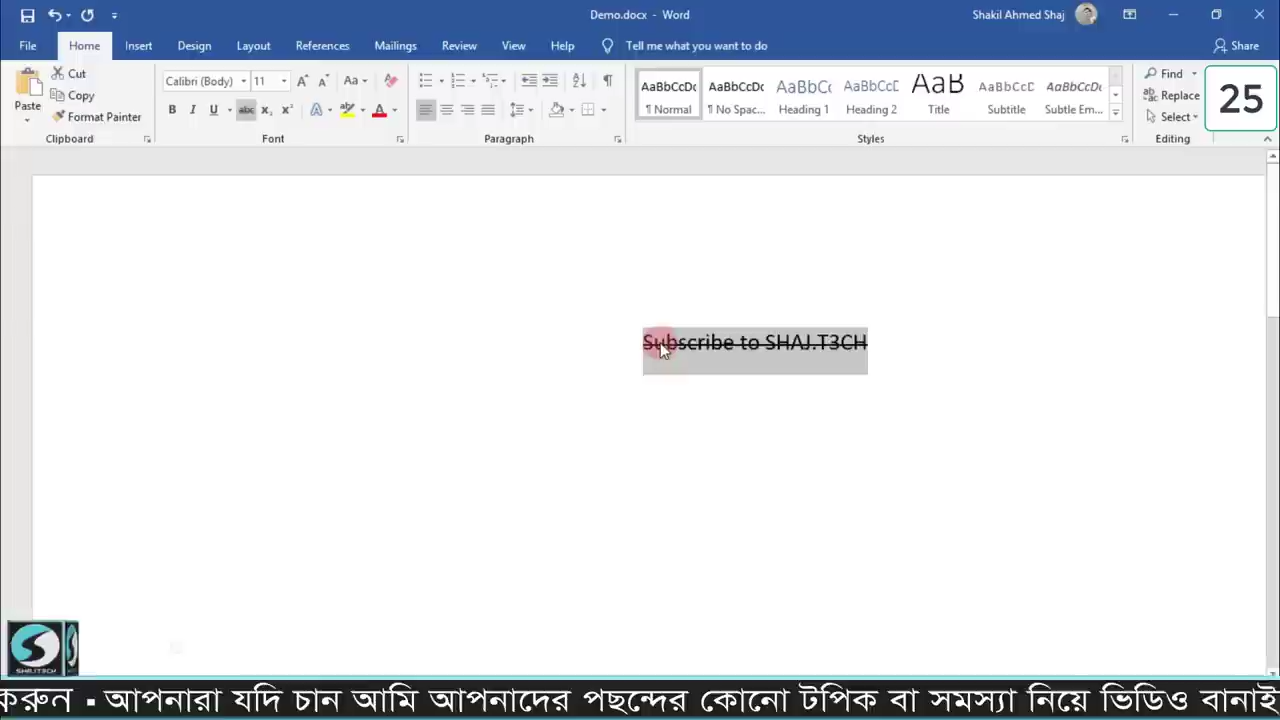 Demo.docx - Word
Shakil Ahmed Shaj
File Home Insert Design Layout References Mailings Review View Help Tell me what you want to do Share
Paste
Cut
Copy
Format Painter
Clipboard
Calibri (Body) 11
Font
Paragraph
AaBbCcDc AaBbCcDc AaBbCc AaBbCcC AaB AaBbCcD AaBbCcDc
¶ Normal ¶ No Spac... Heading 1 Heading 2 Title Subtitle Subtle Em...
Styles
Find
Replace
Select
Editing
25
Subscribe to SHAJ.T3CH
SHAJ.T3CH
করুন ▪ আপনারা যদি চান আমি আপনাদের পছন্দের কোনো টপিক বা সমস্যা নিয়ে ভিডিও বানাই